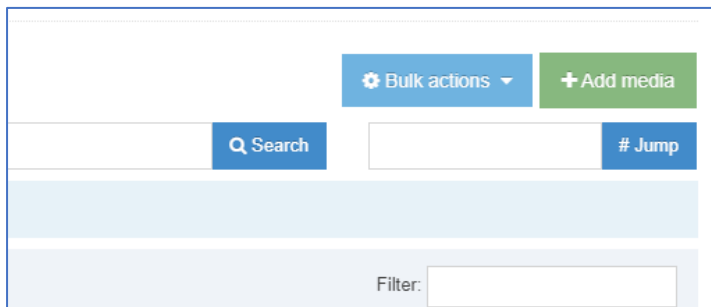 Bulk actions
+ Add media
Search
# Jump
Filter: